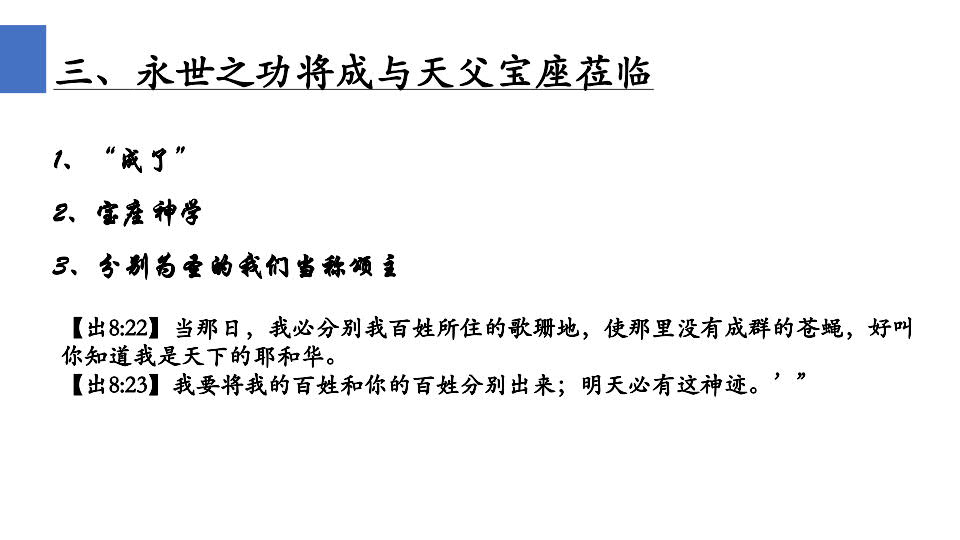 三、永世之功将成与天父宝座莅临
1、“成了”
2、宝座神学
3、分别为圣的我们当称颂主
【出8:22】当那日，我必分别我百姓所住的歌珊地，使那里没有成群的苍蝇，好叫
你知道我是天下的耶和华。
【出8:23】我要将我的百姓和你的百姓分别出来；明天必有这神迹。’”